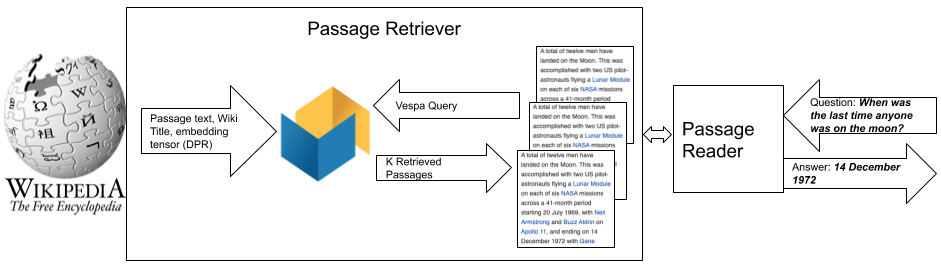 Passage Retriever
WIKIPEDIA
The Free Encyclopedia
Passage text, Wiki
Title, embedding
tensor (DPR)
Vespa Query
K Retrieved
Passages
A total of twelve men have
landed on the Moon. This was
accomplished with two US pilot-
astronauts flying a Lunar Module
on each of six NASA missions
across a 41-month period
A total of twelve men have
landed on the Moon. This was
accomplished with two US pilot-
astronauts flying a Lunar Module
on each of six NASA missions
A total of twelve men have
landed on the Moon. This was
accomplished with two US pilot-
astronauts flying a Lunar Module
on each of six NASA missions
across a 41-month period
starting 20 July 1969, with Neil
Armstrong and Buzz Aldrin on
Apollo 11, and ending on 14
December 1972 with Gene
Passage
Reader
Question: When was
the last time anyone
was on the moon?
Answer: 14 December
1972